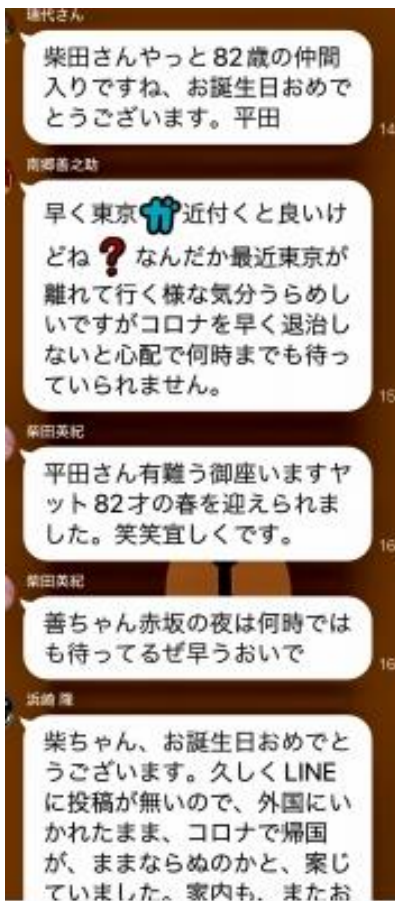 瑞代さん
柴田さんやっと82歳の仲間
入りですね、お誕生日おめで
とうございます。平田
14
南郷善之助
早く東京ガ近付くと良いけ
どね❓なんだか最近東京が
離れて行く様な気分うらめし
いですがコロナを早く退治し
ないと心配で何時までも待っ
ていられません。
15
柴田英紀
平田さん有難う御座いますヤ
ット82才の春を迎えられま
した。笑笑宜しくです。
16
柴田英紀
善ちゃん赤坂の夜は何時では
も待ってるぜ早うおいで
16
浜崎 隆
柴ちゃん、お誕生日おめでと
うございます。久しくLINE
に投稿が無いので、外国にい
かれたまま、コロナで帰国
が、ままならぬのかと、案じ
ていました。家内も、またお